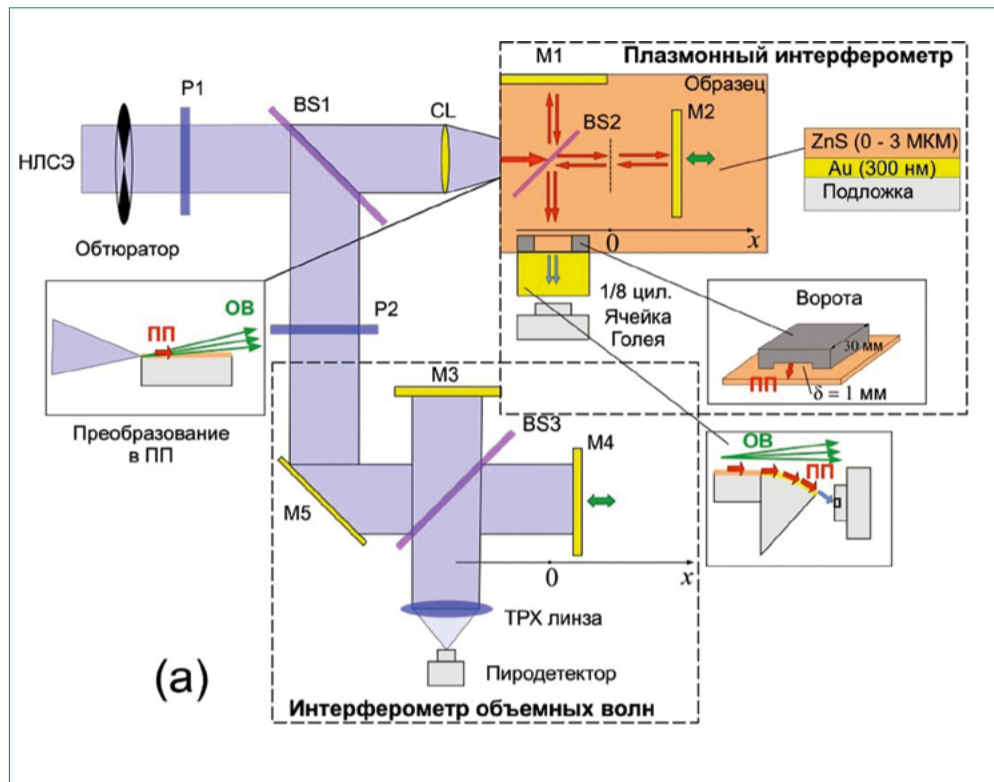 Плазмонный интерферометр
M1
P1
Образец
BS1
CL
M2
BS2
ZnS (0 - 3 МКМ)
НЛСЭ
Au (300 нм)
Подложка
0
x
Обтюратор
1/8 цил.
Ячейка
Голея
Ворота
ОВ
ПП
P2
30 мм
ПП
δ = 1 мм
M3
Преобразование
в ПП
BS3
M4
ОВ
ПП
M5
0
x
ТРХ линза
(а)
Пиродетектор
Интерферометр объемных волн